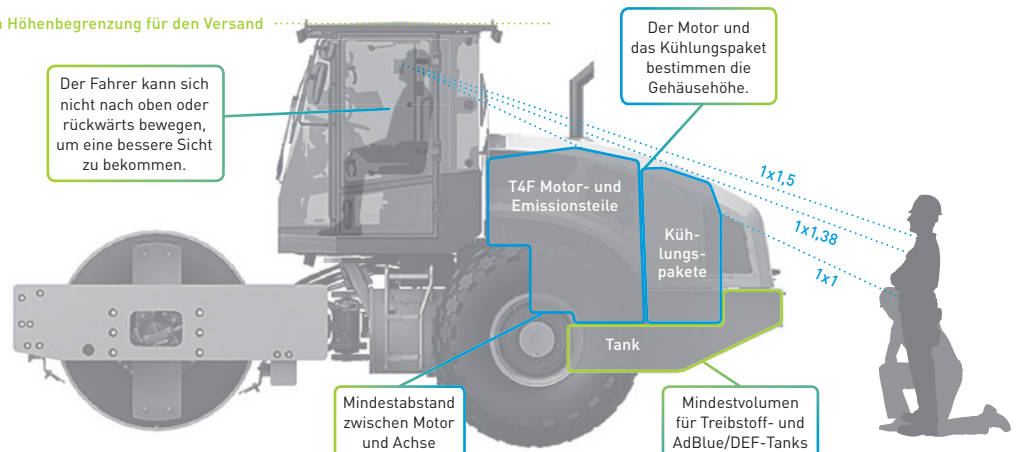 Höhenbegrenzung für den Versand
Der Fahrer kann sich
nicht nach oben oder
rückwärts bewegen,
um eine bessere Sicht
zu bekommen.
Der Motor und
das Kühlungspaket
bestimmen die
Gehäusehöhe.
1x1,5
1x1,38
1x1
T4F Motor- und
Emissionsteile
Küh-
lungs-
pakete
Tank
Mindestabstand
zwischen Motor
und Achse
Mindestvolumen
für Treibstoff- und
AdBlue/DEF-Tanks